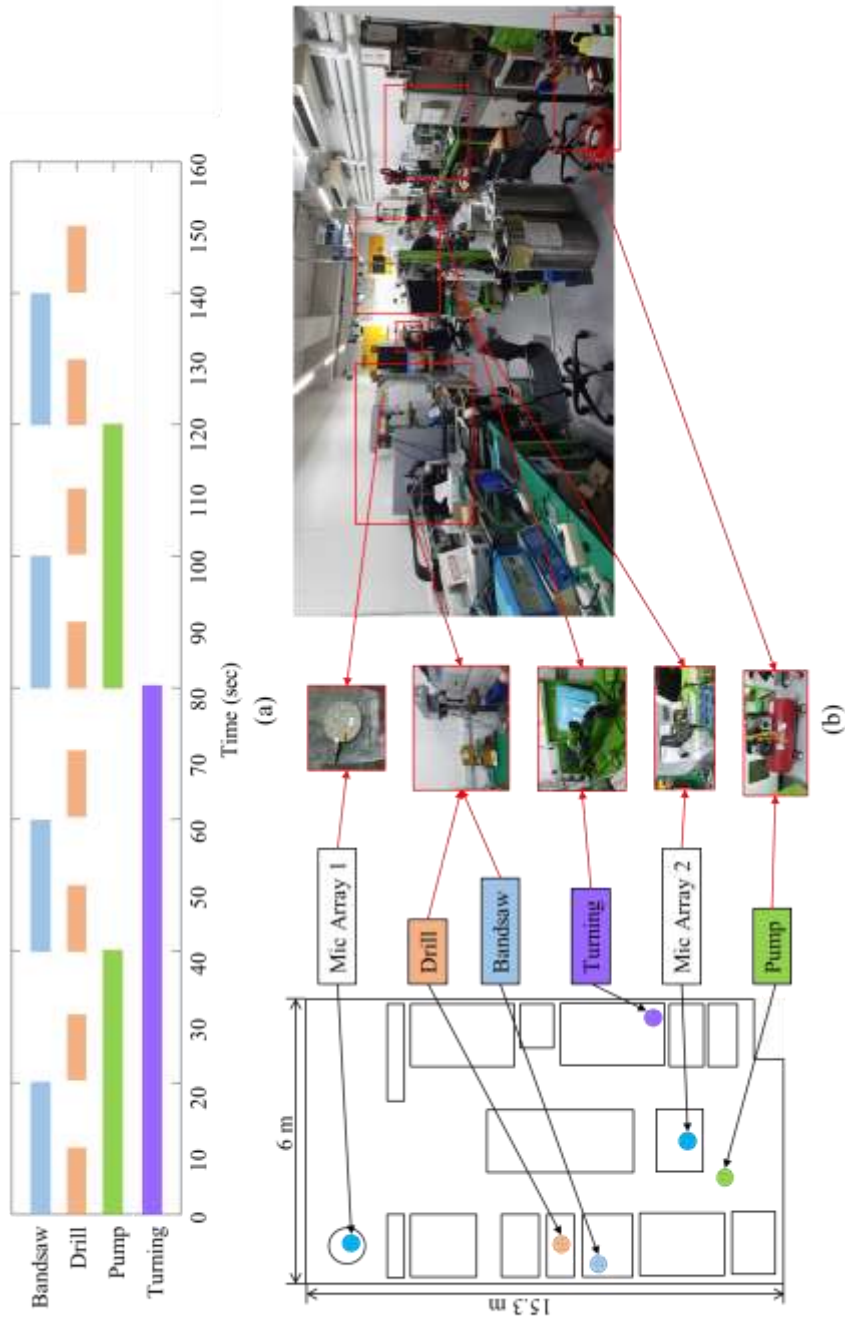 Bandsaw
Drill
Pump
Turning
0 10 20 30 40 50 60 70 80 90 100 110 120 130 140 150 160
Time (sec)
(a)
6 m
15.3 m
Mic Array 1
Drill
Bandsaw
Turning
Mic Array 2
Pump
(b)